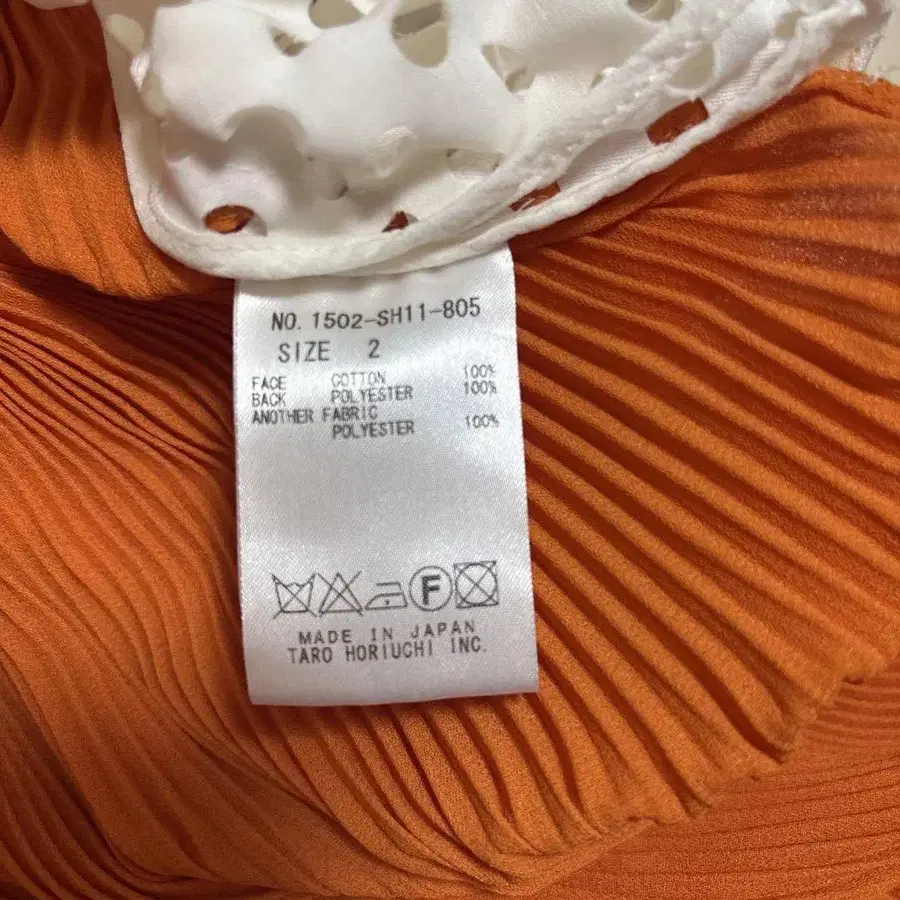 NO. 1502-SH11-805
SIZE 2
FACE COTTON 100%
BACK POLYESTER 100%
ANOTHER FABRIC
POLYESTER 100%
F
MADE IN JAPAN
TARO HORIUCHI INC.